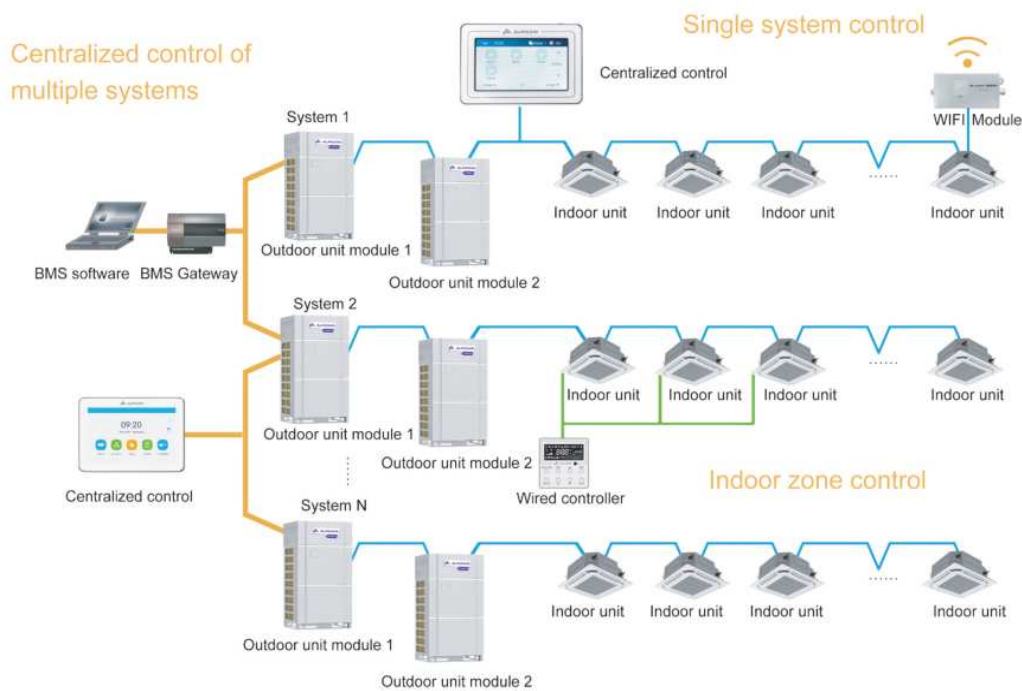 Centralized control of
multiple systems
Single system control
Centralized control
WIFI Module
System 1
Indoor unit
Indoor unit
Indoor unit
......
Indoor unit
Outdoor unit module 1
Outdoor unit module 2
BMS software
BMS Gateway
System 2
Indoor unit
Indoor unit
Indoor unit
......
Indoor unit
Outdoor unit module 1
Outdoor unit module 2
09:20
Centralized control
Wired controller
Indoor zone control
System N
Indoor unit
Indoor unit
Indoor unit
......
Indoor unit
Outdoor unit module 1
Outdoor unit module 2